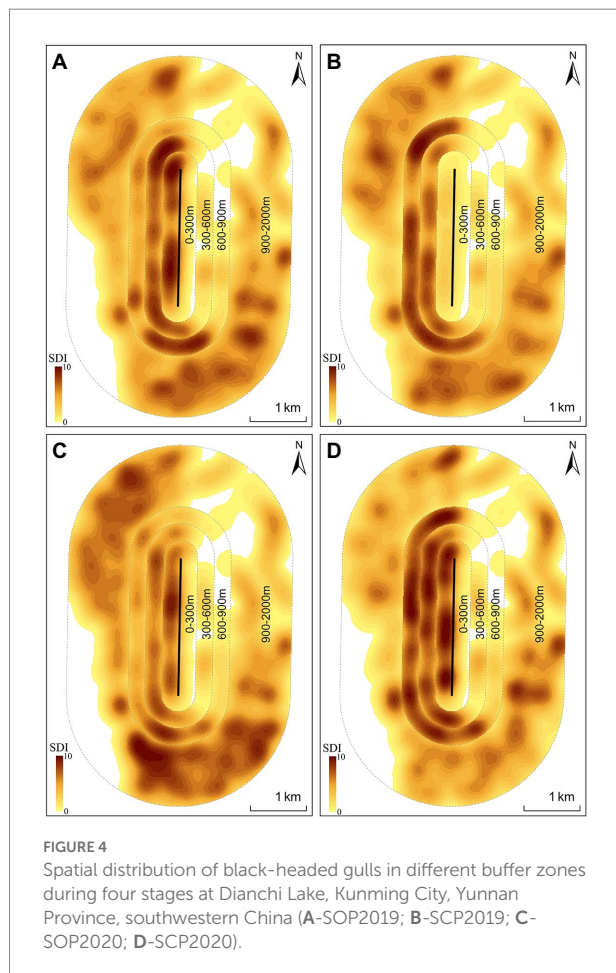 A
N
0-300m
300-600m
600-900m
900-2000m
SDI
10
0
1 km
B
N
0-300m
300-600m
600-900m
900-2000m
SDI
10
0
1 km
C
N
0-300m
300-600m
600-900m
900-2000m
SDI
10
0
1 km
D
N
0-300m
300-600m
600-900m
900-2000m
SDI
10
0
1 km
FIGURE 4
Spatial distribution of black-headed gulls in different buffer zones
during four stages at Dianchi Lake, Kunming City, Yunnan
Province, southwestern China (A-SOP2019; B-SCP2019; C-
SOP2020; D-SCP2020).